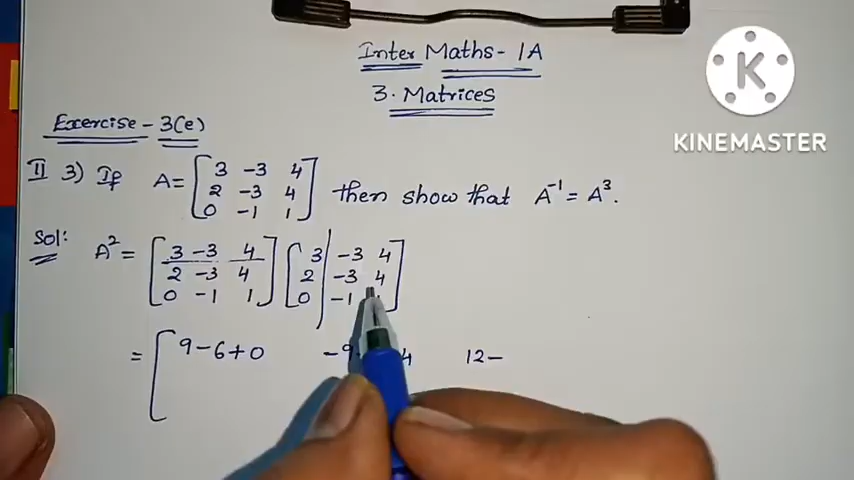 Inter Maths - IA
3. Matrices
Exercise - 3(e)
II 3) If A = [ 3 -3 4
2 -3 4
0 -1 1 ] then show that A⁻¹ = A³.
Sol: A² = [ 3 -3 4 ] [ 3 -3 4 ]
2 -3 4 2 -3 4
0 -1 1 0 -1
= [ 9-6+0 -9 4 12-
K
KINEMASTER